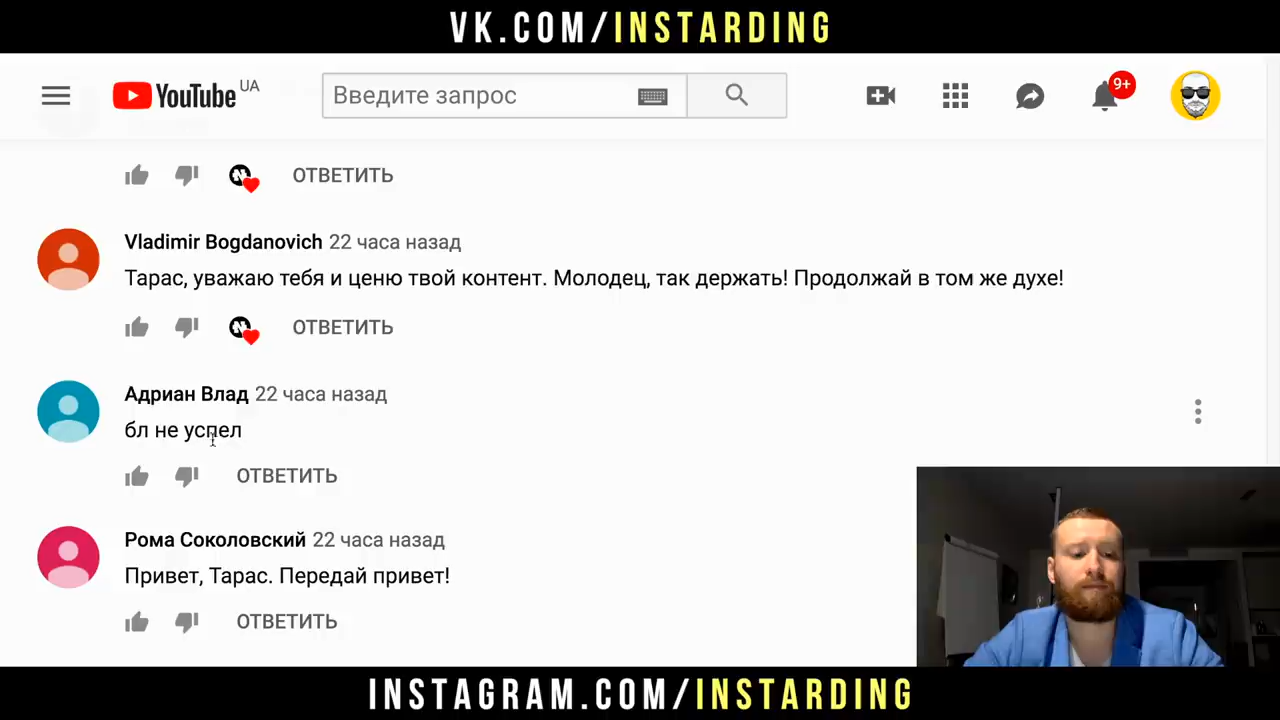 VK.COM/INSTARDING
YouTube UA
Введите запрос
9+
ОТВЕТИТЬ
Vladimir Bogdanovich 22 часа назад
Тарас, уважаю тебя и ценю твой контент. Молодец, так держать! Продолжай в том же духе!
ОТВЕТИТЬ
Адриан Влад 22 часа назад
бл не успел
ОТВЕТИТЬ
Рома Соколовский 22 часа назад
Привет, Тарас. Передай привет!
ОТВЕТИТЬ
INSTAGRAM.COM/INSTARDING